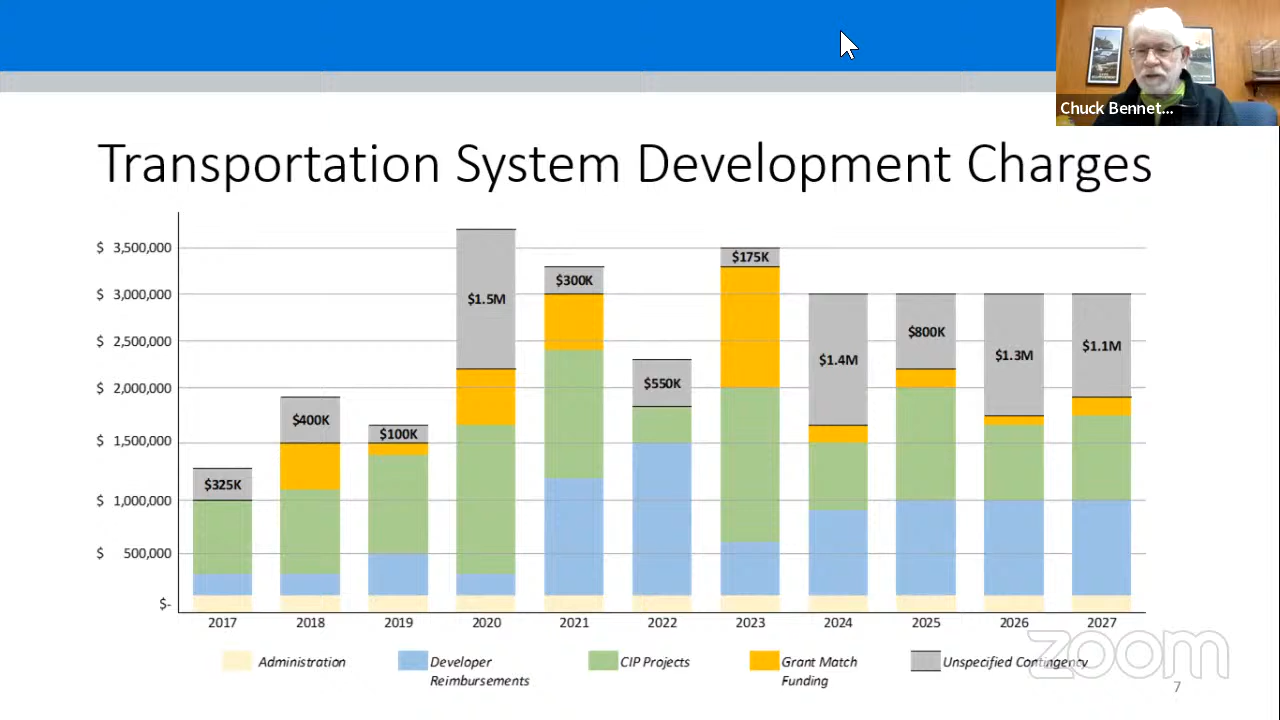 Chuck Bennet...
Transportation System Development Charges
$ 3,500,000
$ 3,000,000
$ 2,500,000
$ 2,000,000
$ 1,500,000
$ 1,000,000
$ 500,000
$-
$325K
$400K
$100K
$1.5M
$300K
$550K
$175K
$1.4M
$800K
$1.3M
$1.1M
2017 2018 2019 2020 2021 2022 2023 2024 2025 2026 2027
Administration
Developer
Reimbursements
CIP Projects
Grant Match
Funding
Unspecified Contingency
zoom
7